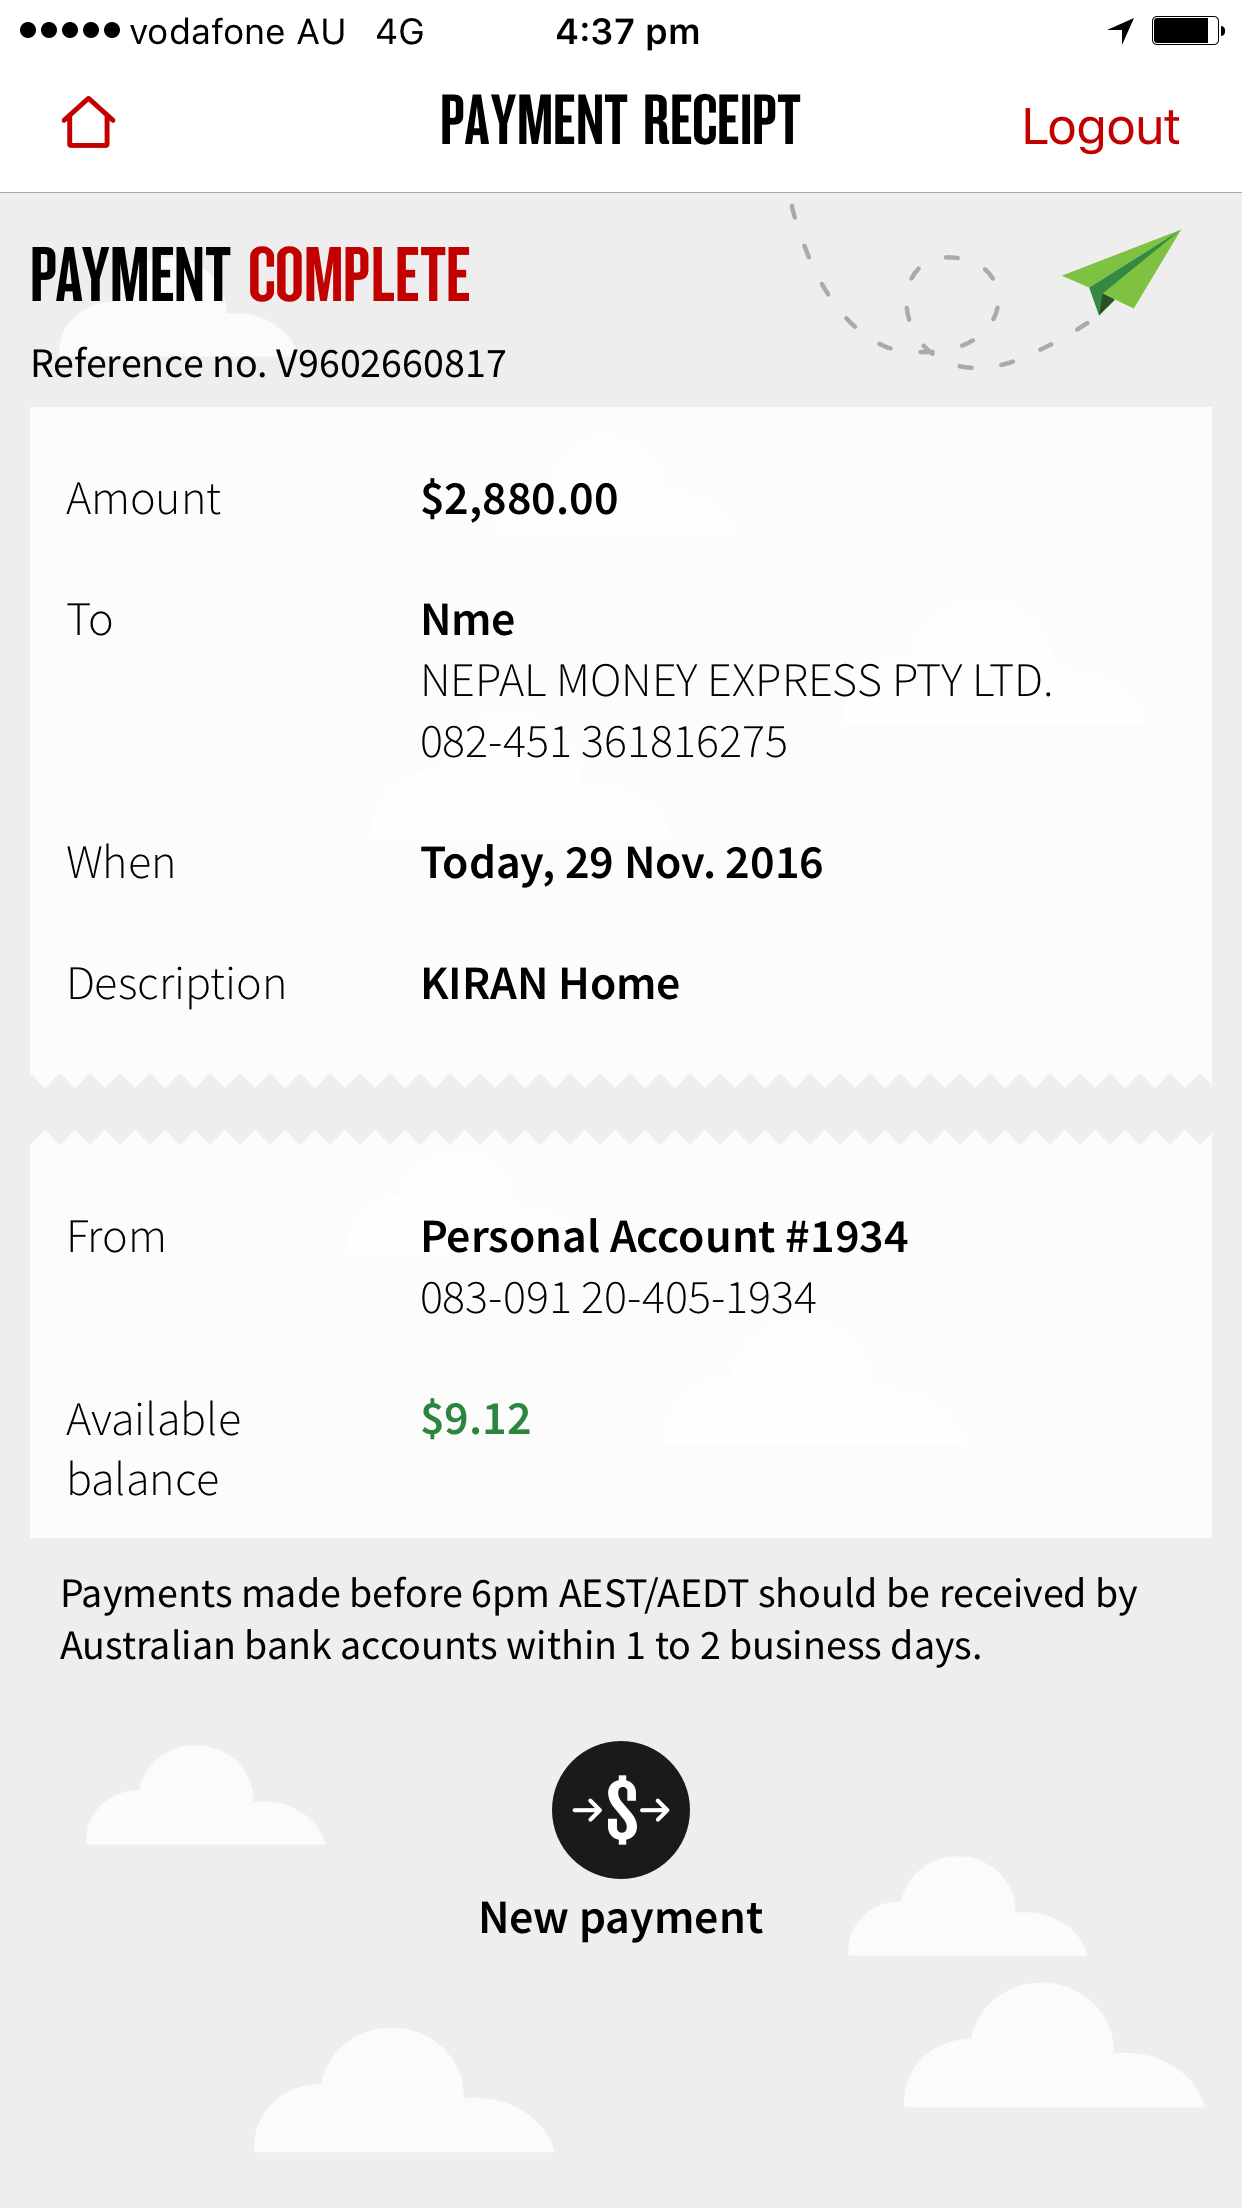 vodafone AU 4G 4:37 pm
PAYMENT RECEIPT
Logout
PAYMENT COMPLETE
Reference no. V9602660817
Amount $2,880.00
To Nme
NEPAL MONEY EXPRESS PTY LTD.
082-451 361816275
When Today, 29 Nov. 2016
Description KIRAN Home
From Personal Account #1934
083-091 20-405-1934
Available $9.12
balance
Payments made before 6pm AEST/AEDT should be received by
Australian bank accounts within 1 to 2 business days.
$
New payment